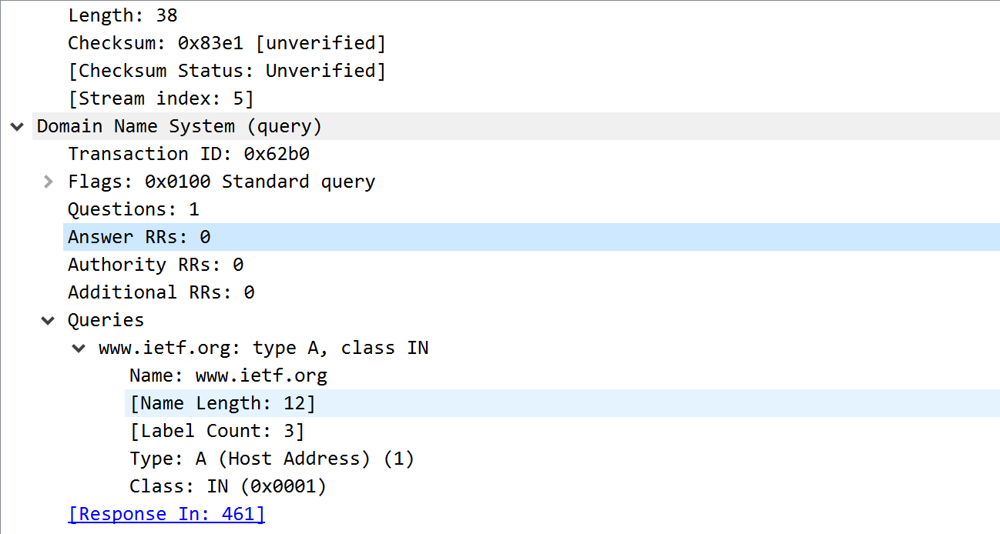 Length: 38
Checksum: 0x83e1 [unverified]
[Checksum Status: Unverified]
[Stream index: 5]
Domain Name System (query)
Transaction ID: 0x62b0
Flags: 0x0100 Standard query
Questions: 1
Answer RRs: 0
Authority RRs: 0
Additional RRs: 0
Queries
www.ietf.org: type A, class IN
Name: www.ietf.org
[Name Length: 12]
[Label Count: 3]
Type: A (Host Address) (1)
Class: IN (0x0001)
[Response In: 461]